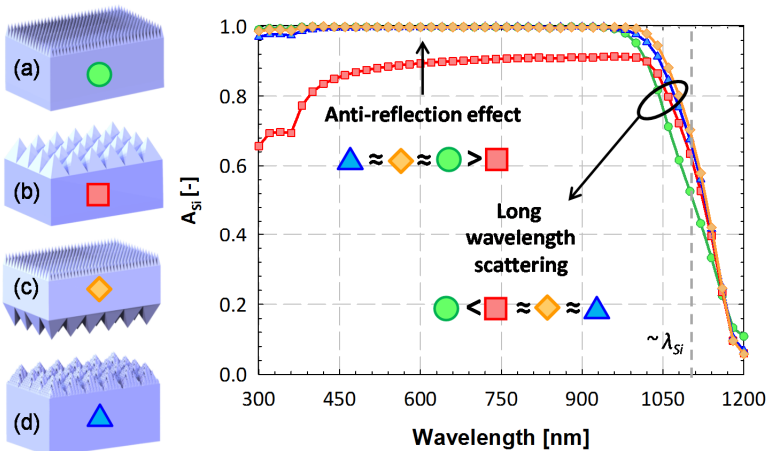 (a)
(b)
(c)
(d)
A_Si [-]
1.0
0.8
0.6
0.4
0.2
0.0
Anti-reflection effect
≈ ≈ >
Long
wavelength
scattering
< ≈ ≈
~ λ_Si
300 450 600 750 900 1050 1200
Wavelength [nm]